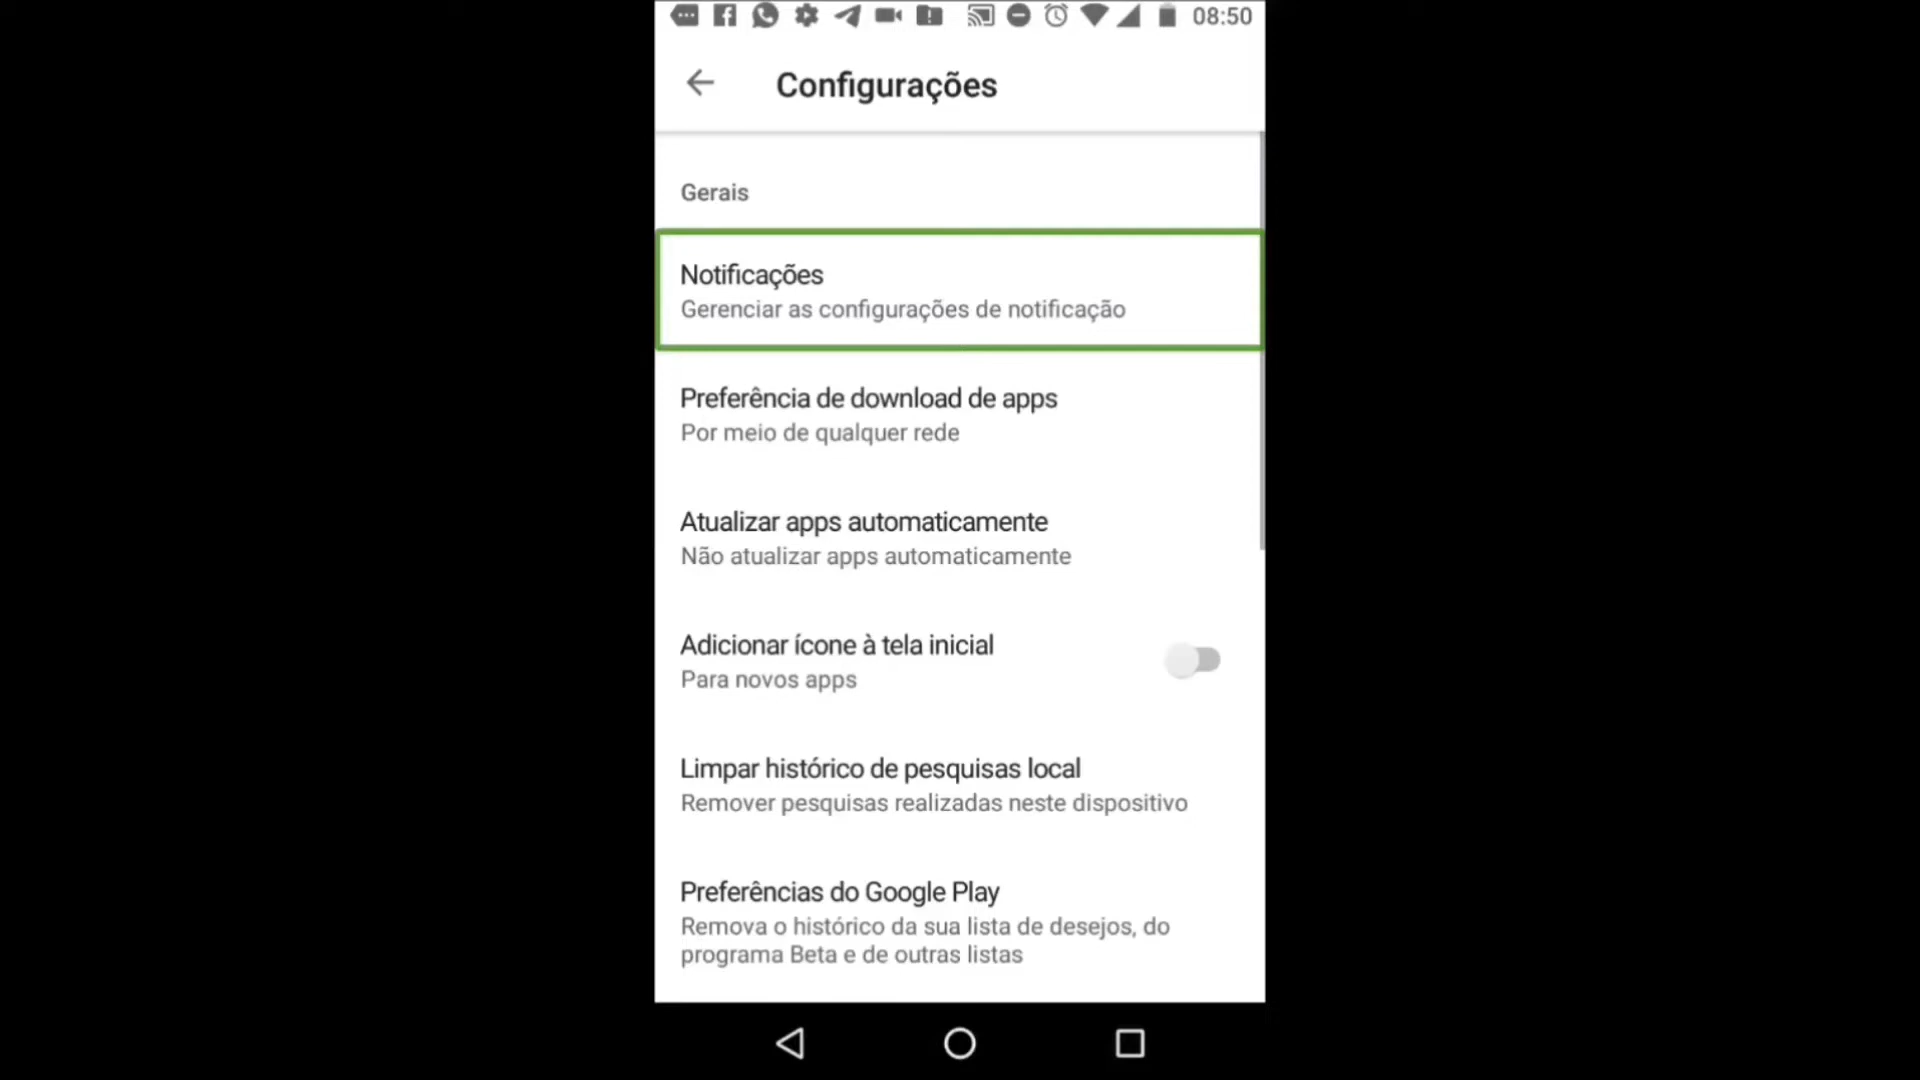 08:50
Configurações
Gerais
Notificações
Gerenciar as configurações de notificação
Preferência de download de apps
Por meio de qualquer rede
Atualizar apps automaticamente
Não atualizar apps automaticamente
Adicionar ícone à tela inicial
Para novos apps
Limpar histórico de pesquisas local
Remover pesquisas realizadas neste dispositivo
Preferências do Google Play
Remova o histórico da sua lista de desejos, do
programa Beta e de outras listas